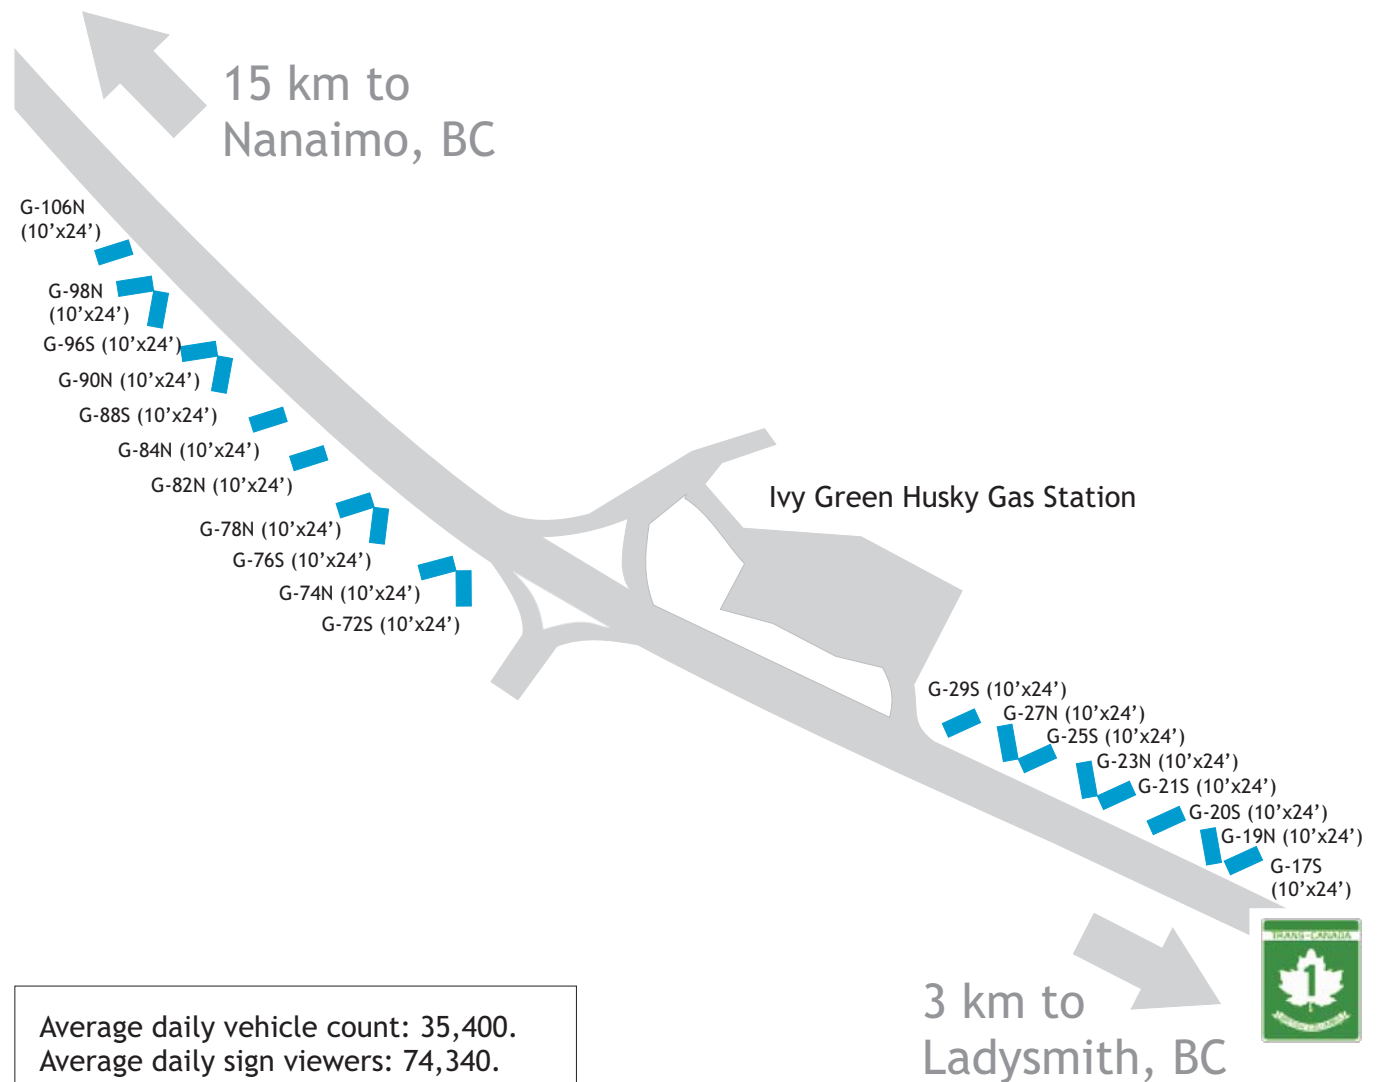 15 km to
Nanaimo, BC
G-106N
(10’x24’)
G-98N
(10’x24’)
G-96S (10’x24’)
G-90N (10’x24’)
G-88S (10’x24’)
G-84N (10’x24’)
G-82N (10’x24’)
G-78N (10’x24’)
G-76S (10’x24’)
G-74N (10’x24’)
G-72S (10’x24’)
Ivy Green Husky Gas Station
G-29S (10’x24’)
G-27N (10’x24’)
G-25S (10’x24’)
G-23N (10’x24’)
G-21S (10’x24’)
G-20S (10’x24’)
G-19N (10’x24’)
G-17S
(10’x24’)
TRANS-CANADA
1
3 km to
Ladysmith, BC
Average daily vehicle count: 35,400.
Average daily sign viewers: 74,340.